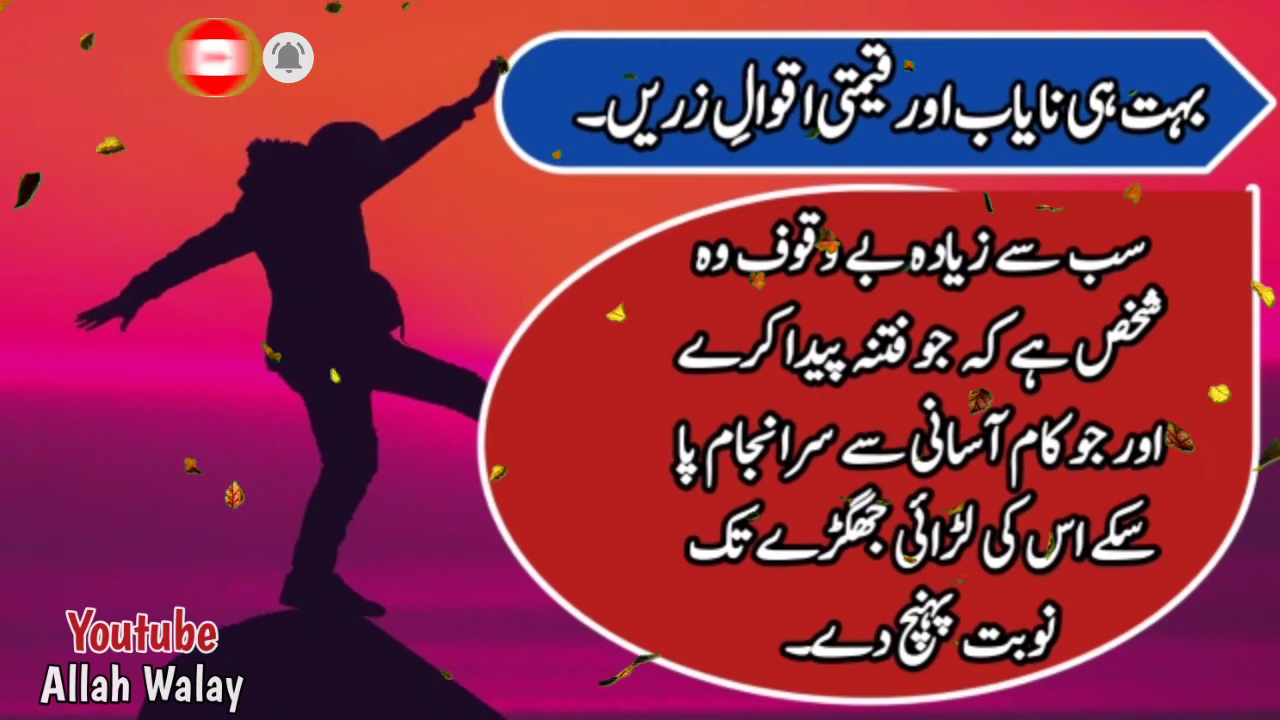 بہت ہی نایاب اور قیمتی اقوالِ زریں۔
سب سے زیادہ بے وقوف وہ
شخص ہے کہ جو فتنہ پیدا کرے
اور جو کام آسانی سے سرانجام پا
سکے اس کی لڑائی جھگڑے تک
نوبت پہنچ دے۔
Youtube
Allah Walay